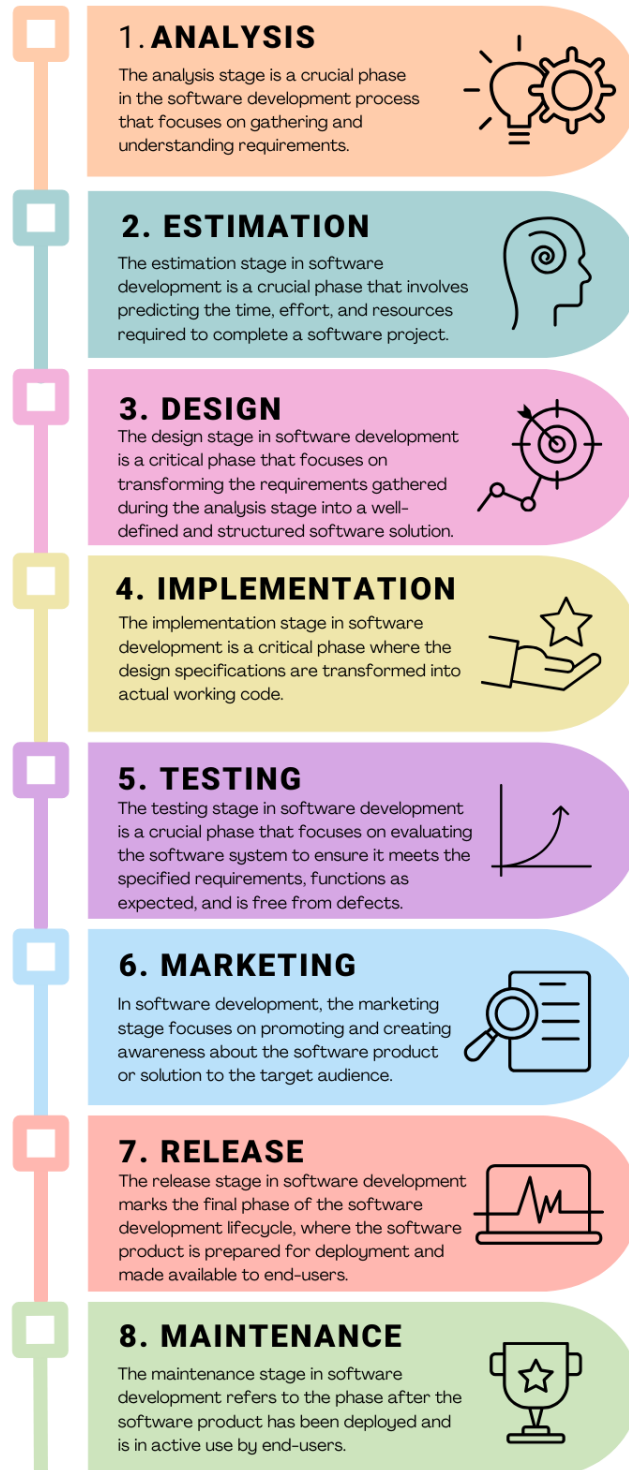 1. ANALYSIS
The analysis stage is a crucial phase
in the software development process
that focuses on gathering and
understanding requirements.
2. ESTIMATION
The estimation stage in software
development is a crucial phase that involves
predicting the time, effort, and resources
required to complete a software project.
3. DESIGN
The design stage in software development
is a critical phase that focuses on
transforming the requirements gathered
during the analysis stage into a well-
defined and structured software solution.
4. IMPLEMENTATION
The implementation stage in software
development is a critical phase where the
design specifications are transformed into
actual working code.
5. TESTING
The testing stage in software development
is a crucial phase that focuses on evaluating
the software system to ensure it meets the
specified requirements, functions as
expected, and is free from defects.
6. MARKETING
In software development, the marketing
stage focuses on promoting and creating
awareness about the software product
or solution to the target audience.
7. RELEASE
The release stage in software development
marks the final phase of the software
development lifecycle, where the software
product is prepared for deployment and
made available to end-users.
8. MAINTENANCE
The maintenance stage in software
development refers to the phase after the
software product has been deployed and
is in active use by end-users.